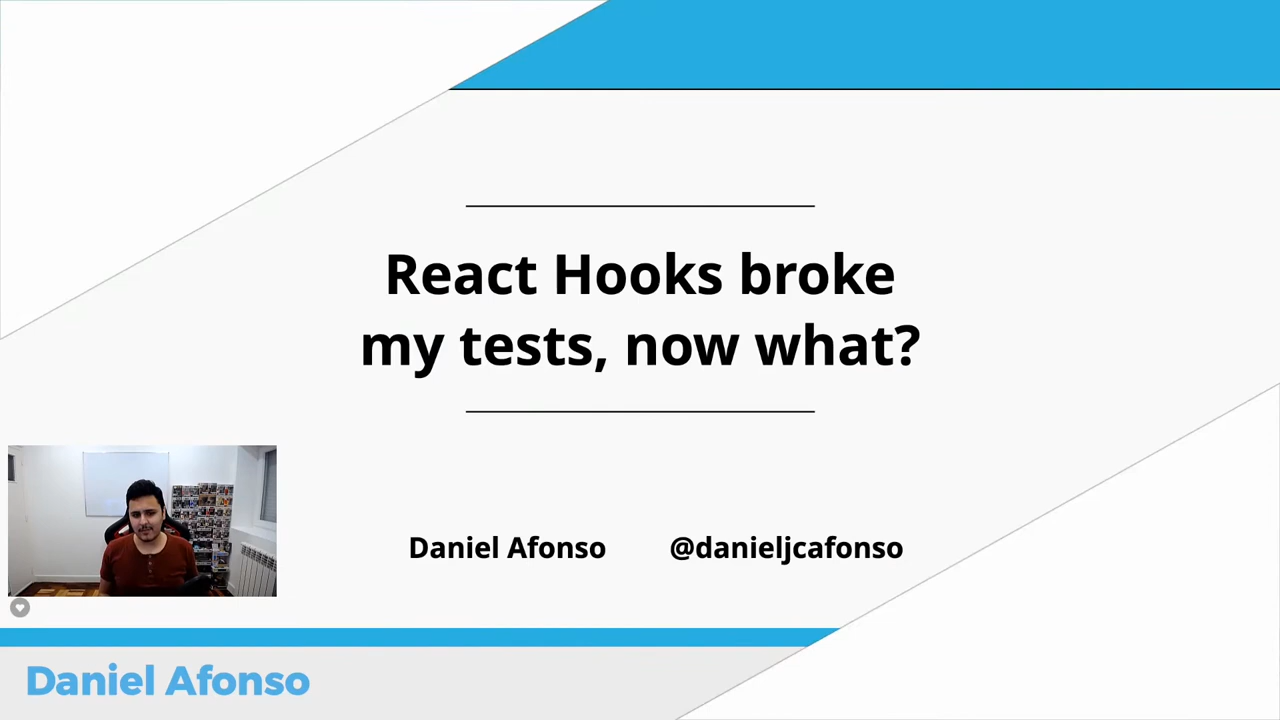 React Hooks broke
my tests, now what?
Daniel Afonso
@danieljcafonso
Daniel Afonso